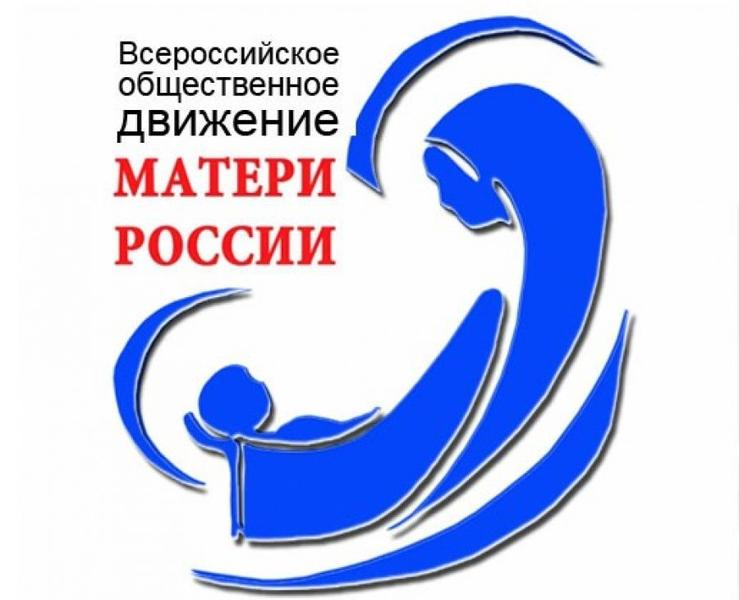 Всероссийское
общественное
движение
МАТЕРИ
РОССИИ